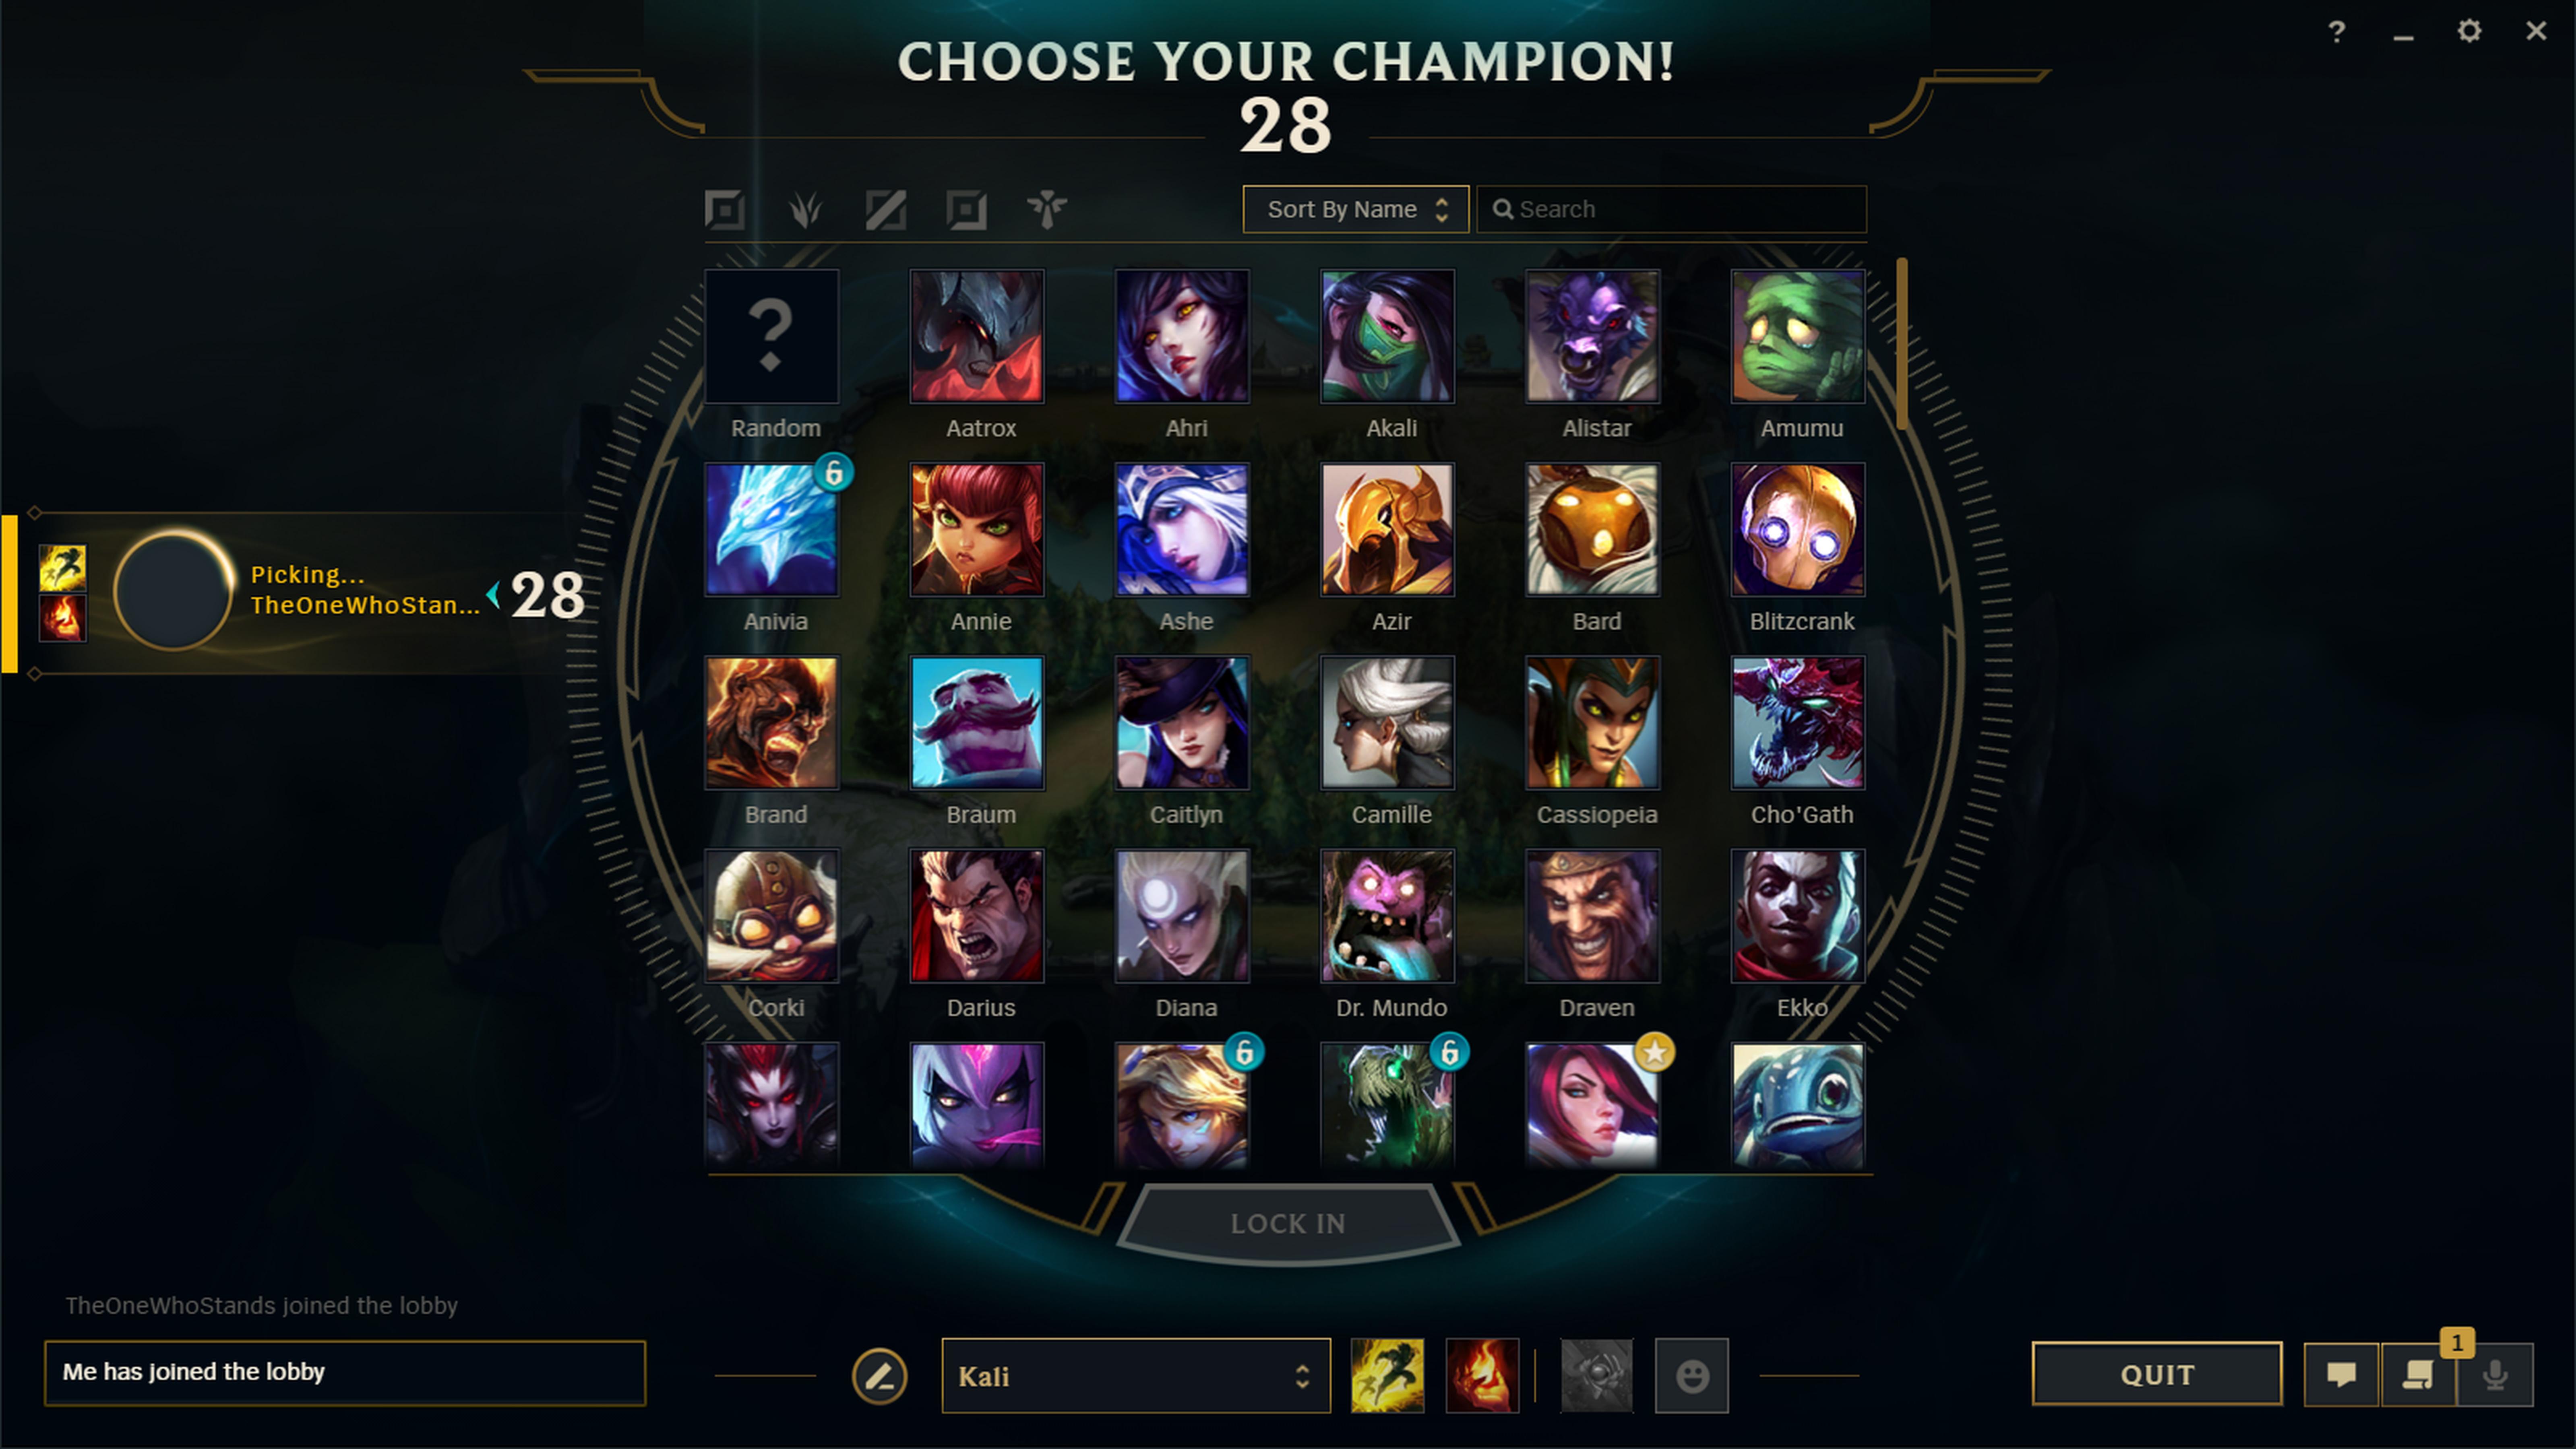 CHOOSE YOUR CHAMPION!
28
Sort By Name
Search
Random
Aatrox
Ahri
Akali
Alistar
Amumu
6
Anivia
Annie
Ashe
Azir
Bard
Blitzcrank
Picking...
TheOneWhoStan...
28
Brand
Braum
Caitlyn
Camille
Cassiopeia
Cho'Gath
Corki
Darius
Diana
Dr. Mundo
Draven
Ekko
6
6
LOCK IN
TheOneWhoStands joined the lobby
Me has joined the lobby
Kali
QUIT
1